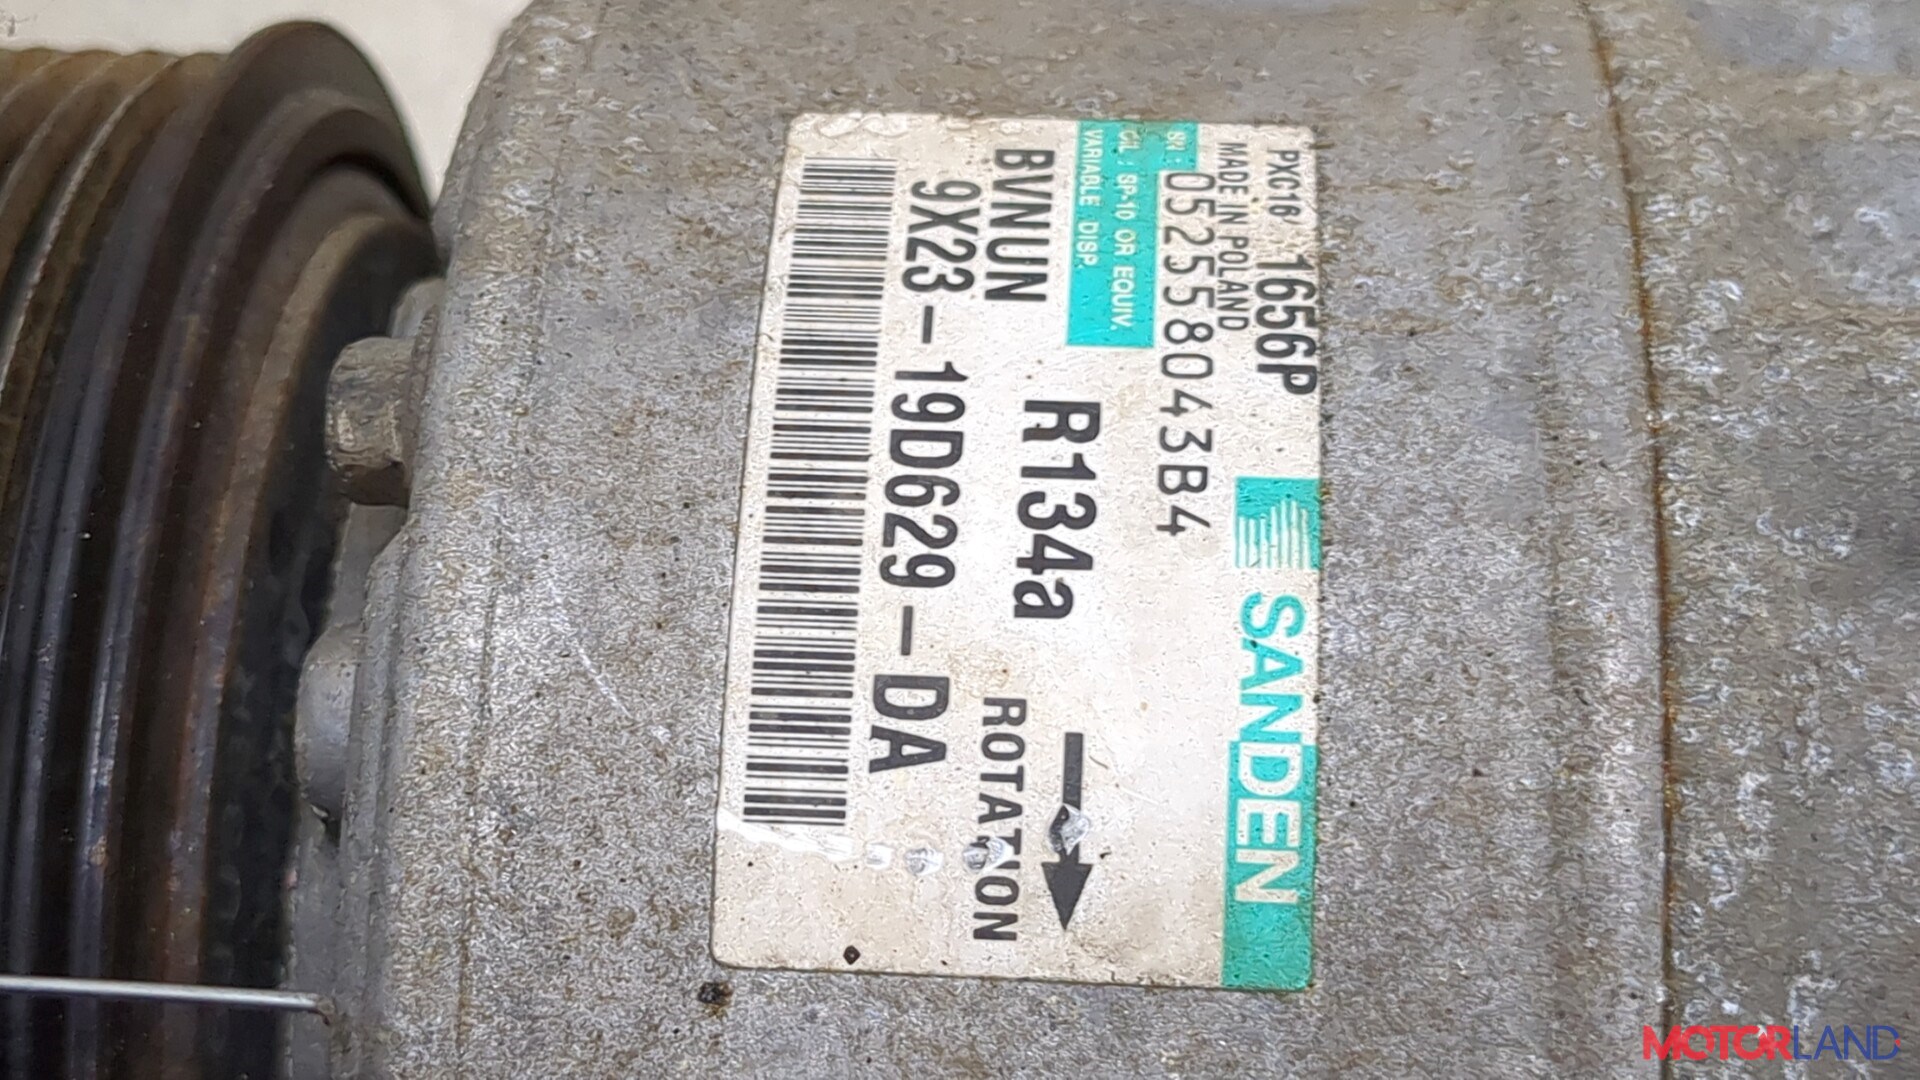 PXC16 1656P
MADE IN POLAND
SANDEN
SN: 052558043B4
OIL: SP-10 OR EQUIV.
VARIABLE DISP.
R134a
BVNUN
ROTATION
9X23-19D629-DA
MOTORLAND